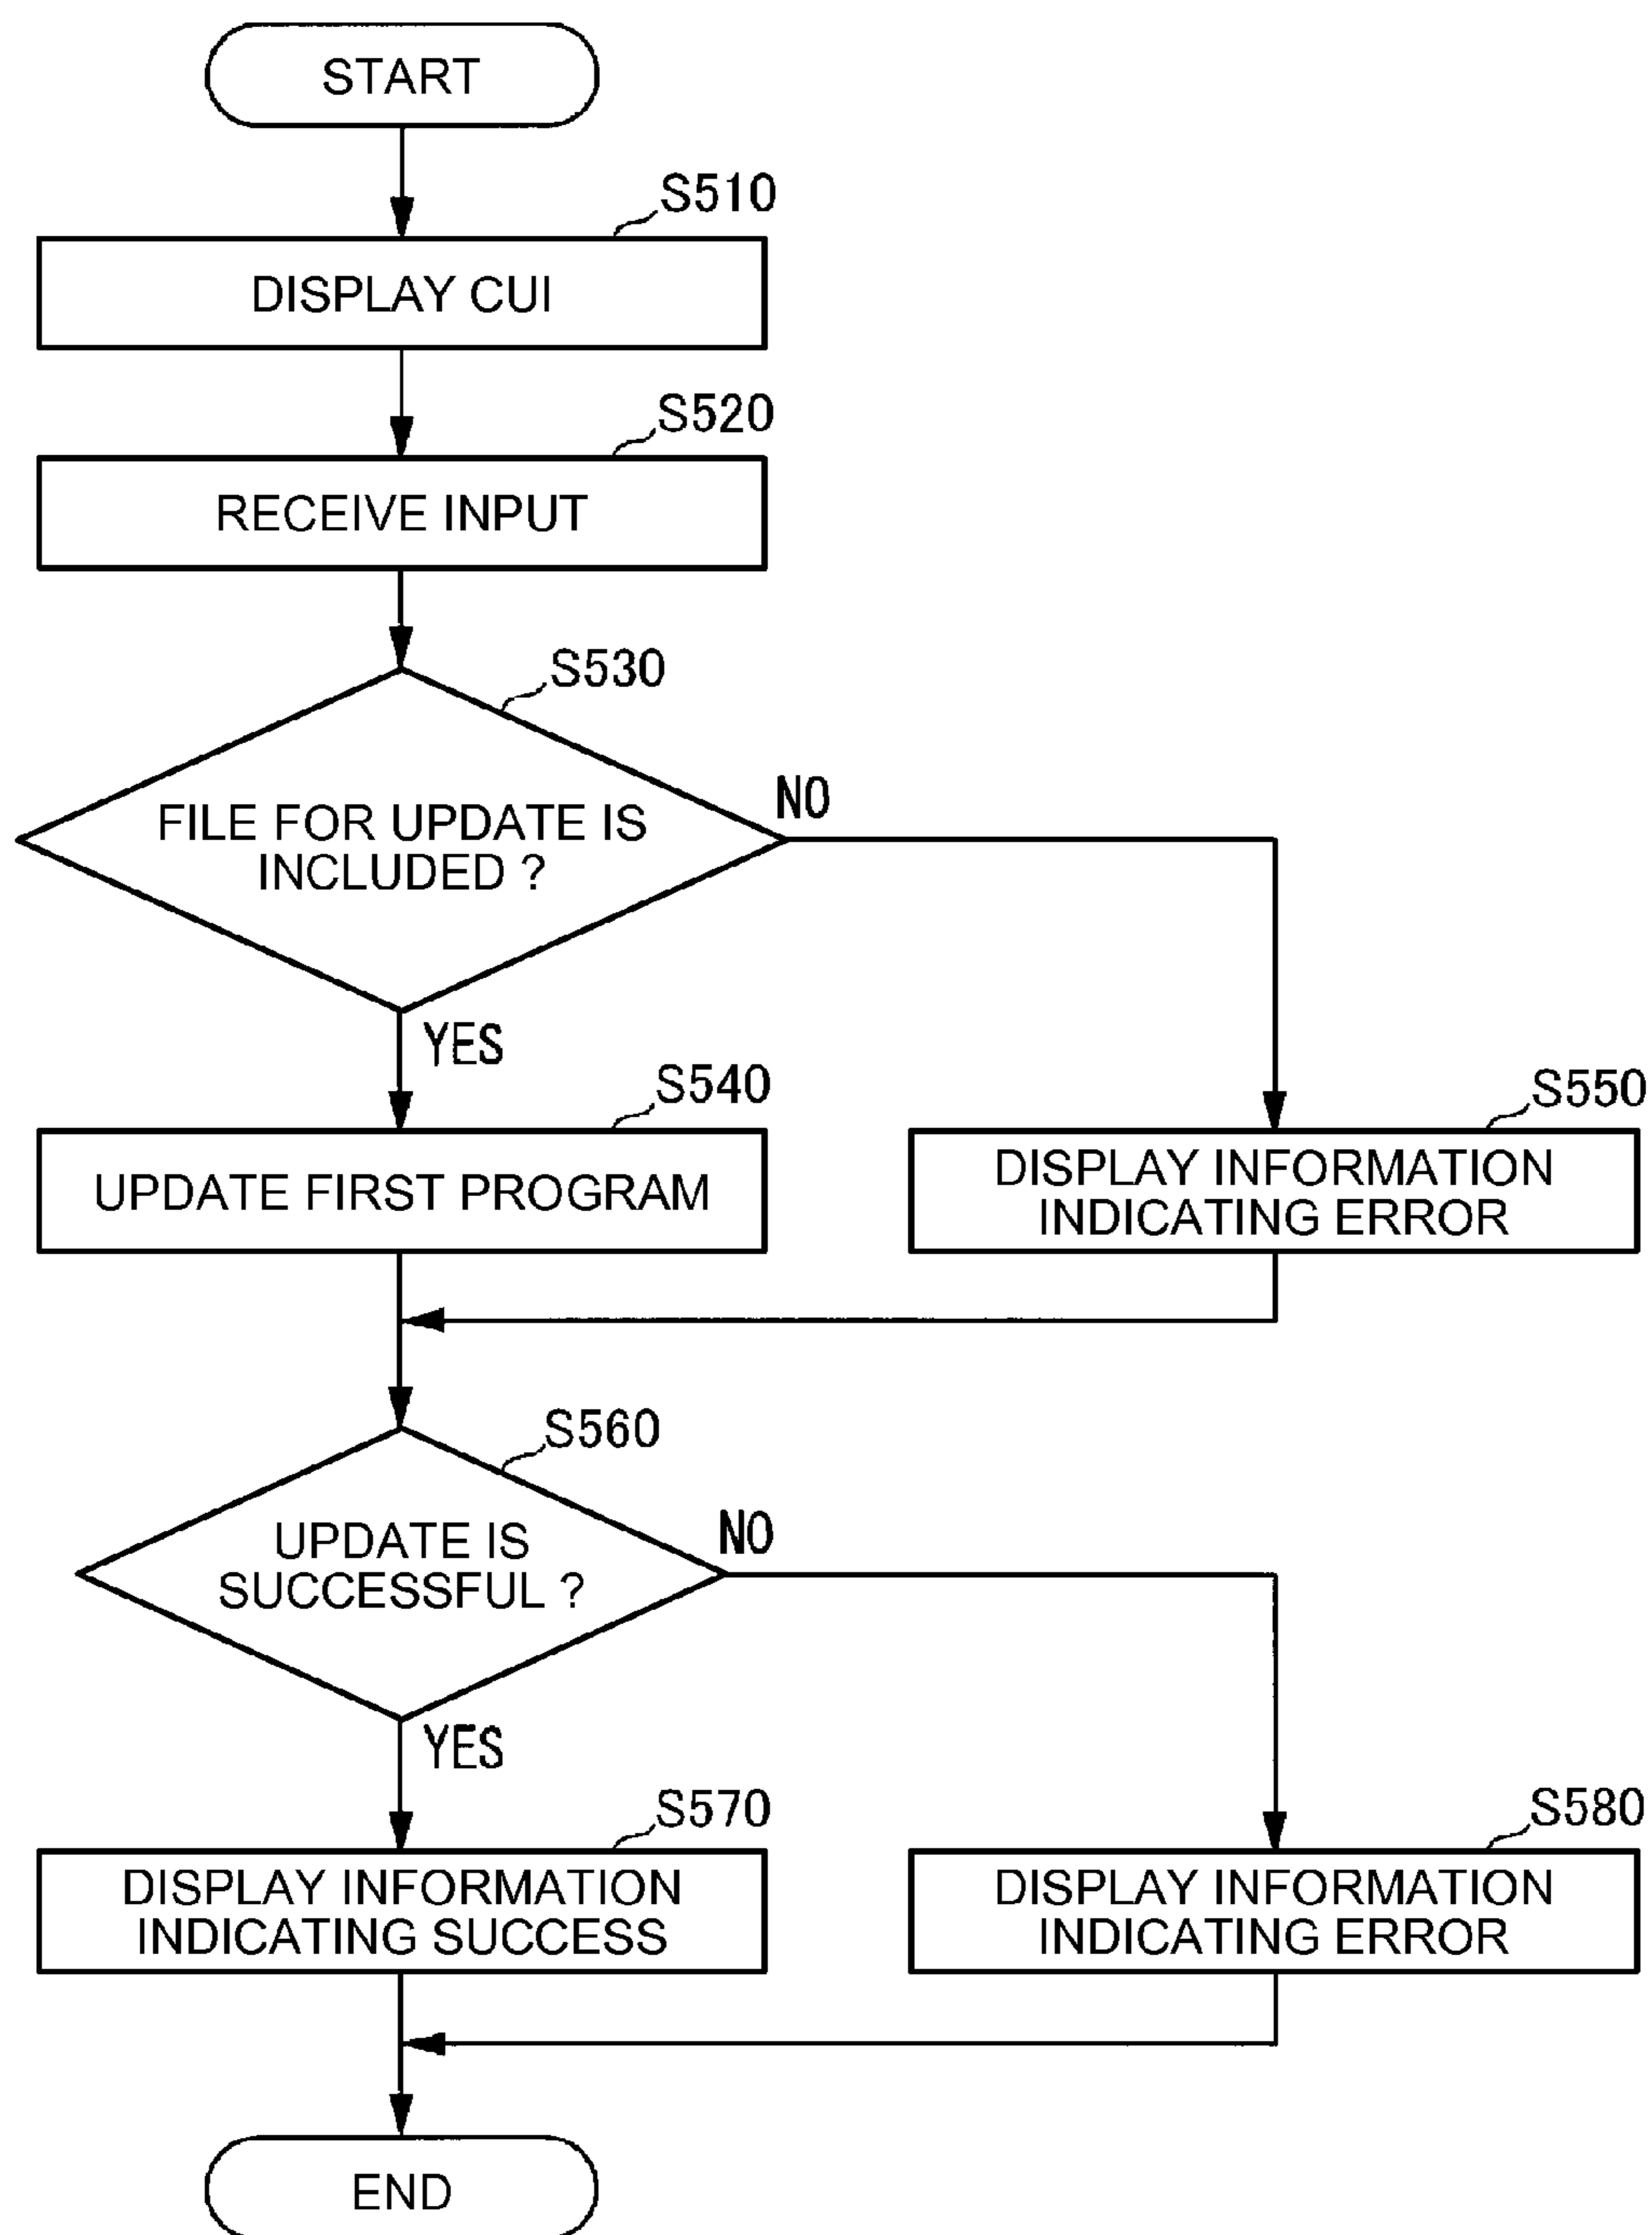 START
S510
DISPLAY CUI
S520
RECEIVE INPUT
S530
FILE FOR UPDATE IS
INCLUDED ?
NO
YES
S540
UPDATE FIRST PROGRAM
S550
DISPLAY INFORMATION
INDICATING ERROR
S560
UPDATE IS
SUCCESSFUL ?
NO
YES
S570
DISPLAY INFORMATION
INDICATING SUCCESS
S580
DISPLAY INFORMATION
INDICATING ERROR
END